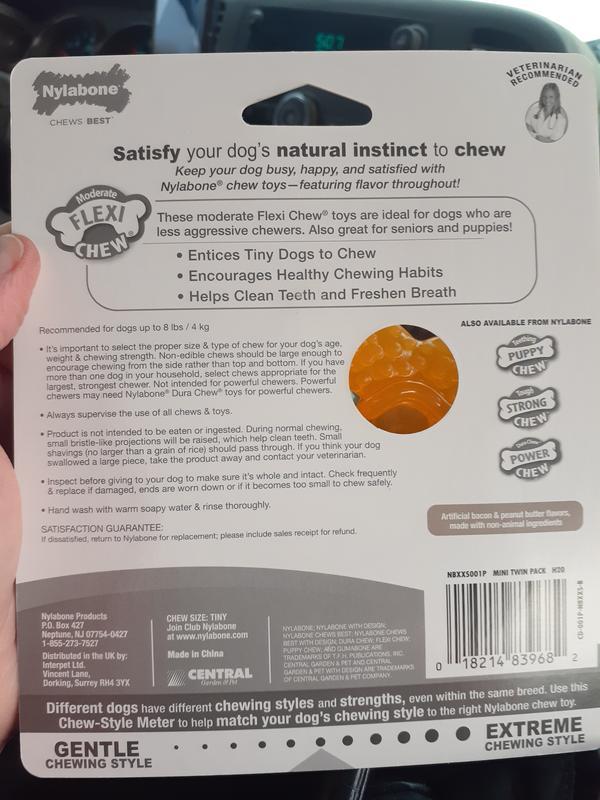 507
Nylabone®
CHEWS BEST™
VETERINARIAN
RECOMMENDED
Satisfy your dog's natural instinct to chew
Keep your dog busy, happy, and satisfied with
Nylabone® chew toys—featuring flavor throughout!
Moderate
FLEXI
CHEW®
These moderate Flexi Chew® toys are ideal for dogs who are
less aggressive chewers. Also great for seniors and puppies!
• Entices Tiny Dogs to Chew
• Encourages Healthy Chewing Habits
• Helps Clean Teeth and Freshen Breath
Recommended for dogs up to 8 lbs / 4 kg
• It's important to select the proper size & type of chew for your dog's age,
weight & chewing strength. Non-edible chews should be large enough to
encourage chewing from the side rather than top and bottom. If you have
more than one dog in your household, select chews appropriate for the
largest, strongest chewer. Not intended for powerful chewers. Powerful
chewers may need Nylabone® Dura Chew® toys for powerful chewers.
• Always supervise the use of all chews & toys.
• Product is not intended to be eaten or ingested. During normal chewing,
small bristle-like projections will be raised, which help clean teeth. Small
shavings (no larger than a grain of rice) should pass through. If you think your dog
swallowed a large piece, take the product away and contact your veterinarian.
• Inspect before giving to your dog to make sure it's whole and intact. Check frequently
& replace if damaged, ends are worn down or if it becomes too small to chew safely.
• Hand wash with warm soapy water & rinse thoroughly.
SATISFACTION GUARANTEE:
If dissatisfied, return to Nylabone for replacement; please include sales receipt for refund.
ALSO AVAILABLE FROM NYLABONE
Teething
PUPPY
CHEW
Tough
STRONG
CHEW
Dura Chew
POWER
CHEW
Artificial bacon & peanut butter flavors,
made with non-animal ingredients
NBXXS001P MINI TWIN PACK H20
0 18214 83968 2
CD-001P-NBXXS-B
Nylabone Products
P.O. Box 427
Neptune, NJ 07754-0427
1-855-273-7527
Distributed in the UK by:
Interpet Ltd.
Vincent Lane,
Dorking, Surrey RH4 3YX
CHEW SIZE: TINY
Join Club Nylabone
at www.nylabone.com
Made in China
CENTRAL
Garden & Pet
NYLABONE; NYLABONE WITH DESIGN;
NYLABONE CHEWS BEST; NYLABONE CHEWS
BEST WITH DESIGN; DURA CHEW; FLEXI CHEW;
PUPPY CHEW; AND GUMABONE ARE
TRADEMARKS OF T.F.H. PUBLICATIONS, INC.
CENTRAL GARDEN & PET AND CENTRAL
GARDEN & PET WITH DESIGN ARE TRADEMARKS
OF CENTRAL GARDEN & PET COMPANY.
Different dogs have different chewing styles and strengths, even within the same breed. Use this
Chew-Style Meter to help match your dog's chewing style to the right Nylabone chew toy.
GENTLE
CHEWING STYLE
EXTREME
CHEWING STYLE